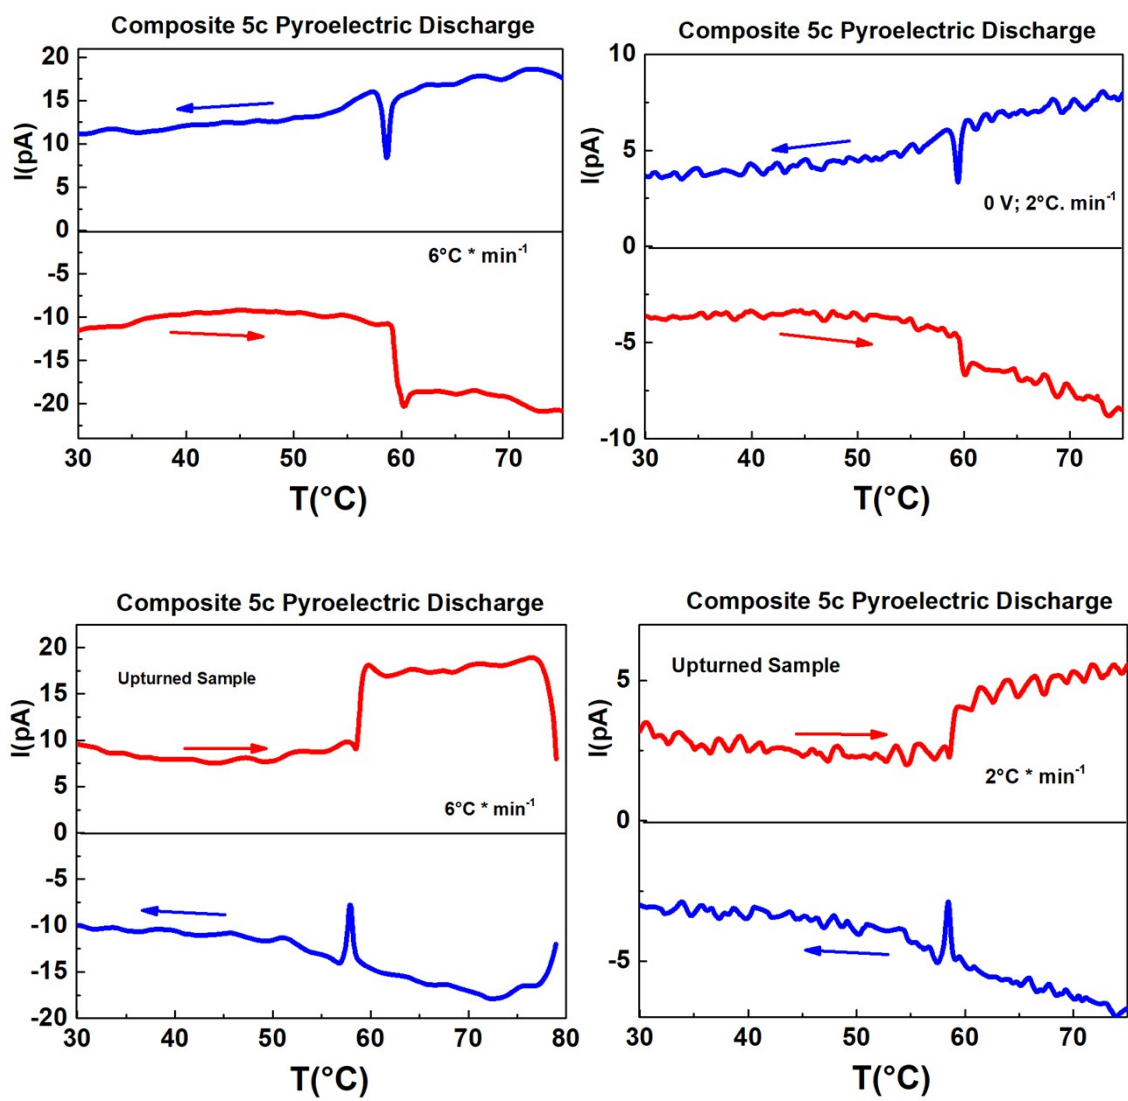 Composite 5c Pyroelectric Discharge
I(pA)
20
15
10
5
0
-5
-10
-15
-20
6°C * min-1
30 40 50 60 70
T(°C)
Composite 5c Pyroelectric Discharge
I(pA)
10
5
0
-5
-10
0 V; 2°C. min-1
30 40 50 60 70
T(°C)
Composite 5c Pyroelectric Discharge
I(pA)
20
15
10
5
0
-5
-10
-15
-20
Upturned Sample
6°C * min-1
30 40 50 60 70 80
T(°C)
Composite 5c Pyroelectric Discharge
I(pA)
5
0
-5
Upturned Sample
2°C * min-1
30 40 50 60 70
T(°C)